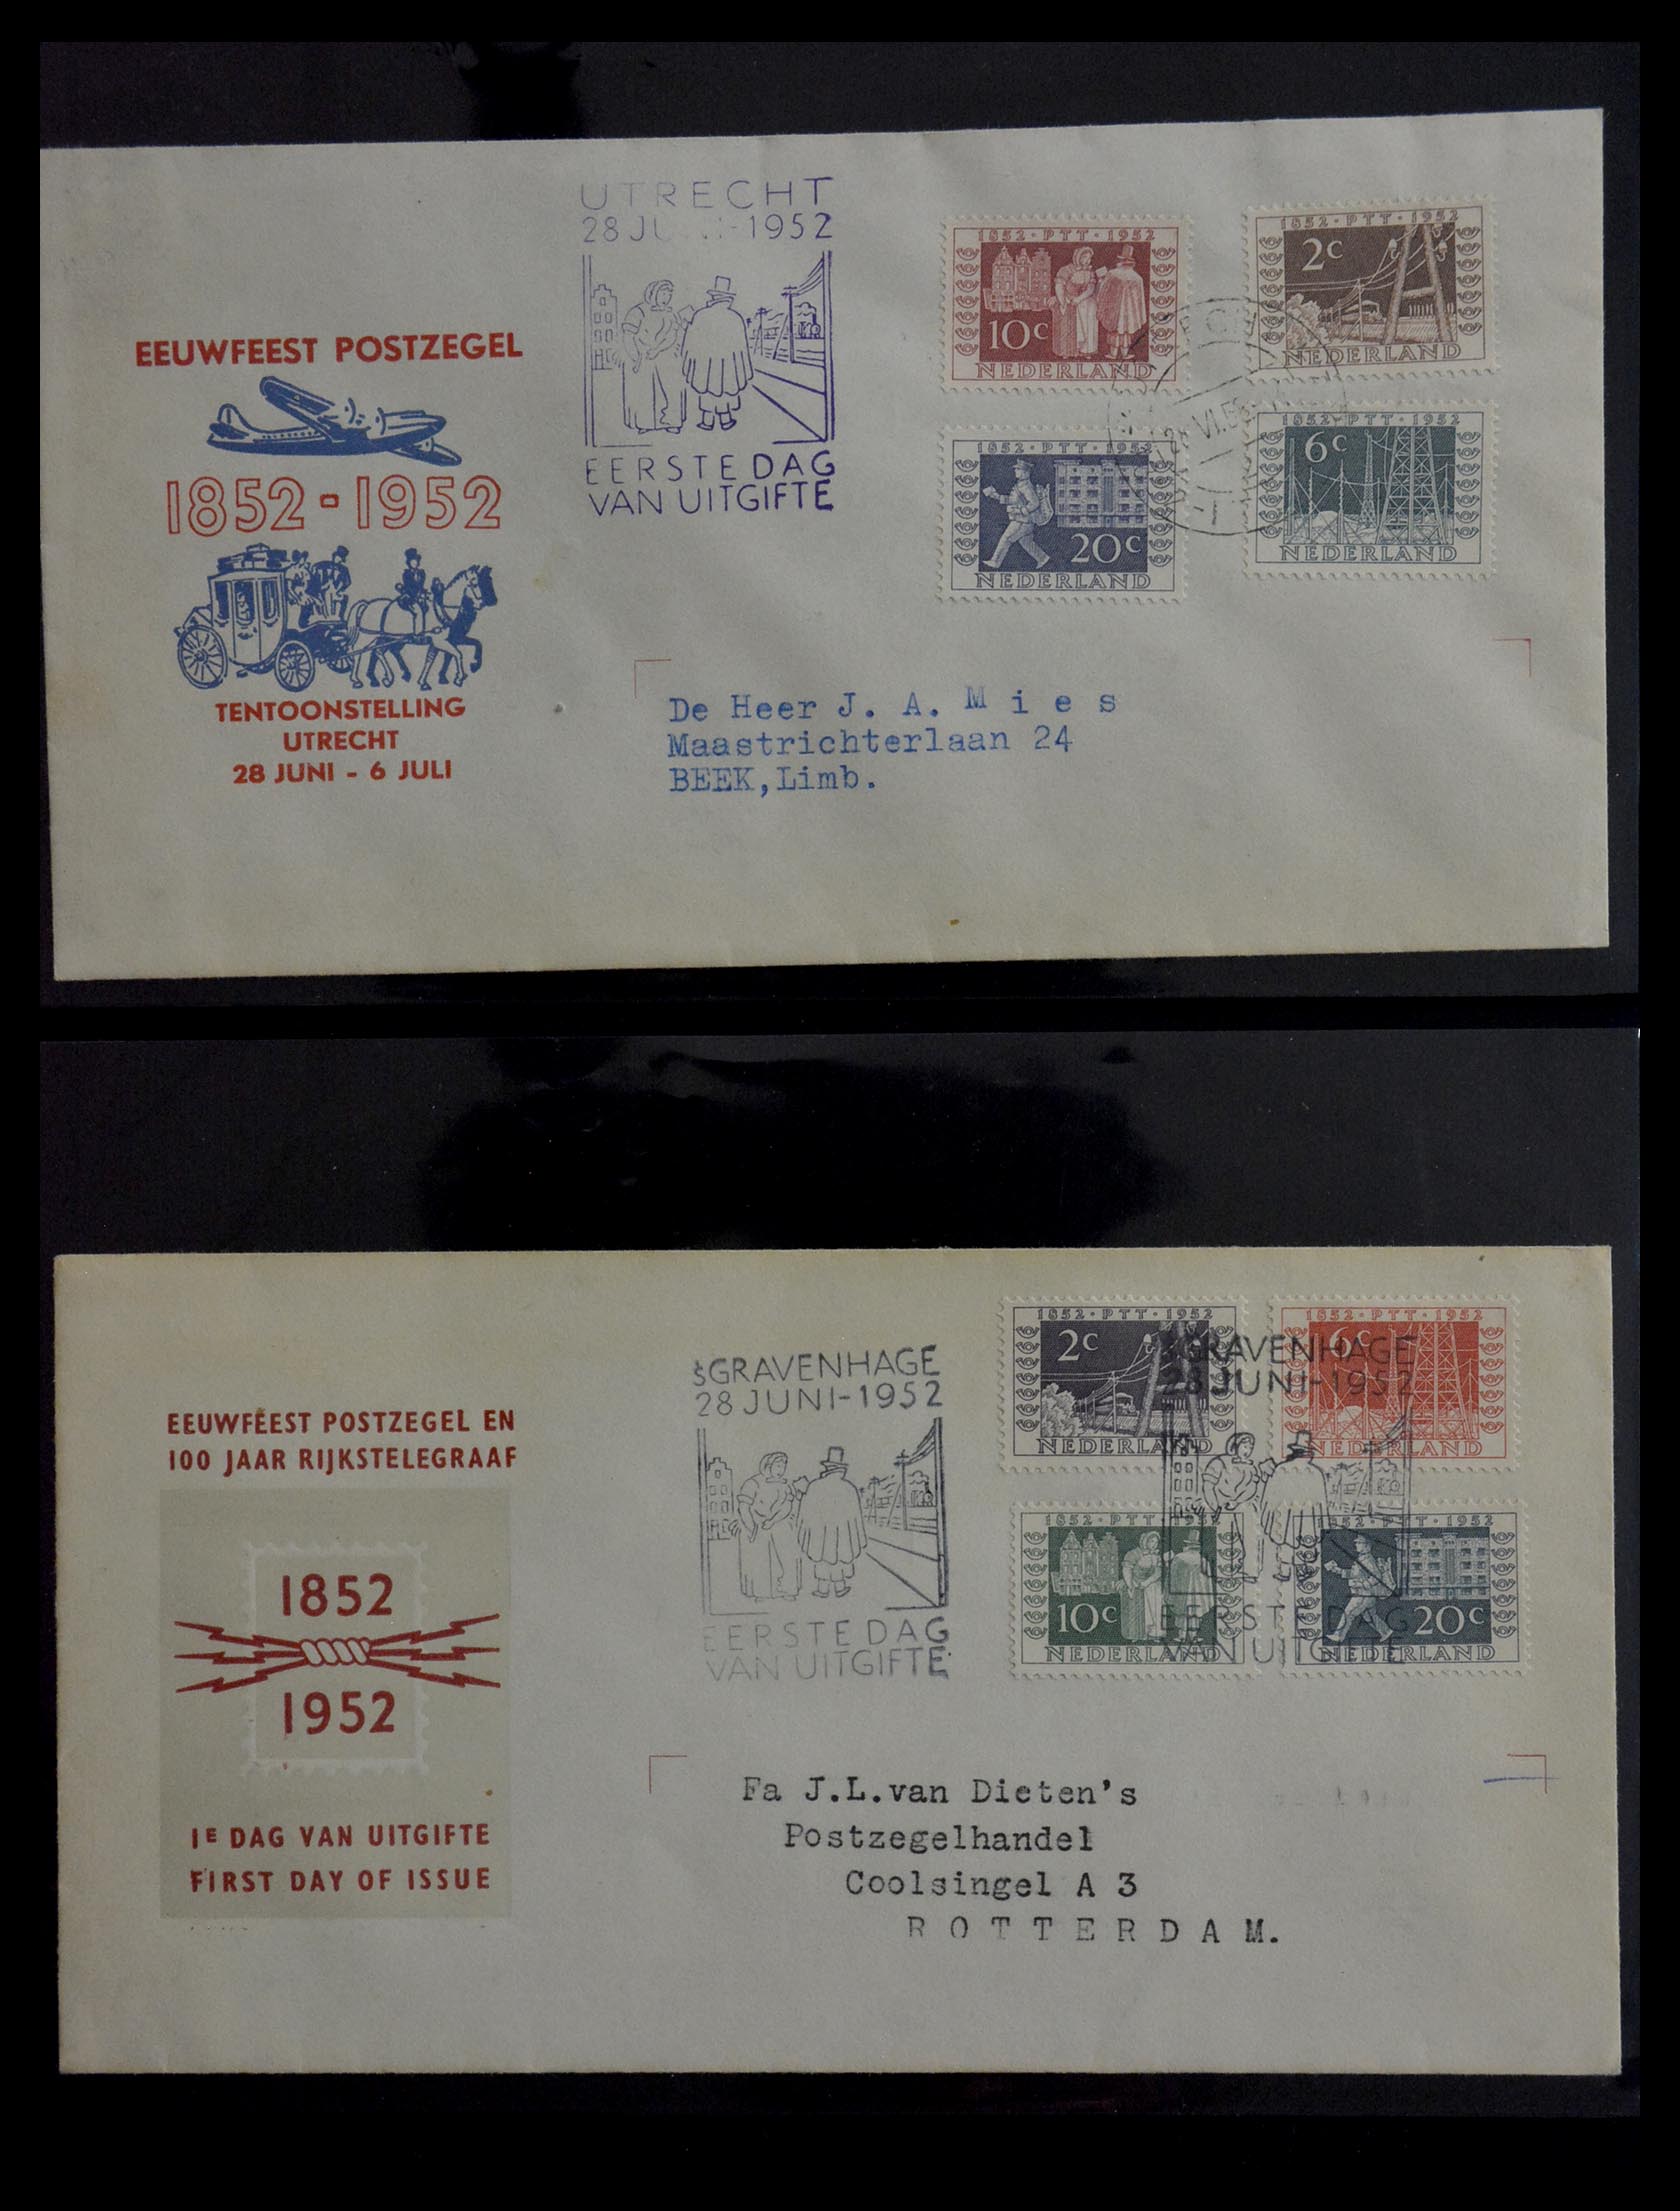 UTRECHT
28 JUNI-1952
EERSTE DAG
VAN UITGIFTE
EEUWFEEST POSTZEGEL
1852-1952
TENTOONSTELLING
UTRECHT
28 JUNI - 6 JULI
1852·PTT·1952
10c
NEDERLAND
1852·PTT·1952
2c
NEDERLAND
1852·PTT·1952
20c
NEDERLAND
1852·PTT·1952
6c
NEDERLAND
De Heer J. A. Mies
Maastrichterlaan 24
BEEK, Limb.
EEUWFEEST POSTZEGEL EN
100 JAAR RIJKSTELEGRAAF
1852
1952
1E DAG VAN UITGIFTE
FIRST DAY OF ISSUE
'sGRAVENHAGE
28 JUNI-1952
EERSTE DAG
VAN UITGIFTE
1852·PTT·1952
2c
NEDERLAND
1852·PTT·1952
6c
NEDERLAND
1852·PTT·1952
10c
NEDERLAND
1852·PTT·1952
20c
NEDERLAND
'sGRAVENHAGE
28 JUNI-1952
EERSTE DAG
VAN UITGIFTE
Fa J.L.van Dieten's
Postzegelhandel
Coolsingel A 3
ROTTERDAM.